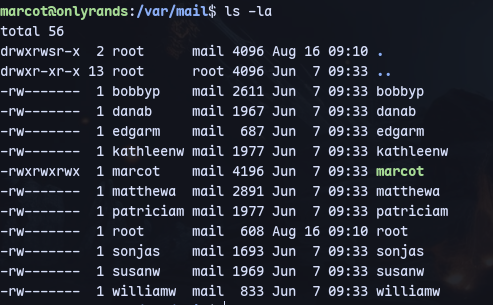 marcot@onlyrands:/var/mail$ ls -la
total 56
drwxrwsr-x  2 root      mail 4096 Aug 16 09:10 .
drwxr-xr-x 13 root      root 4096 Jun  7 09:33 ..
-rw-------  1 bobbyp    mail 2611 Jun  7 09:33 bobbyp
-rw-------  1 danab     mail 1967 Jun  7 09:33 danab
-rw-------  1 edgarm    mail  687 Jun  7 09:33 edgarm
-rw-------  1 kathleenw mail 1977 Jun  7 09:33 kathleenw
-rwxrwxrwx  1 marcot    mail 4196 Jun  7 09:33 marcot
-rw-------  1 matthewa  mail 2891 Jun  7 09:33 matthewa
-rw-------  1 patriciam mail 1977 Jun  7 09:33 patriciam
-rw-------  1 root      mail  608 Aug 16 09:10 root
-rw-------  1 sonjas    mail 1693 Jun  7 09:33 sonjas
-rw-------  1 susanw    mail 1969 Jun  7 09:33 susanw
-rw-------  1 williamw  mail  833 Jun  7 09:33 williamw